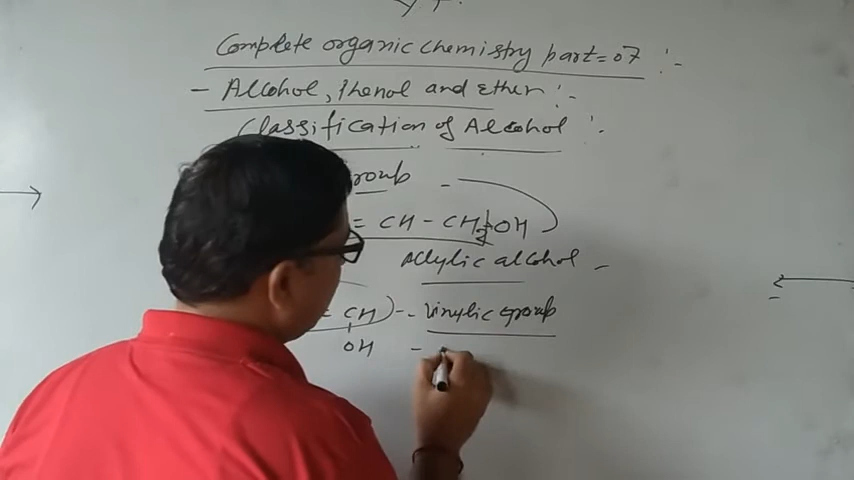 Complete organic chemistry part=07 :-
- Alcohol, Phenol and Ether :-
Classification of Alcohol :
roup -
= CH - CH2-OH
Allylic alcohol -
= CH) - - Vinylic group
OH -